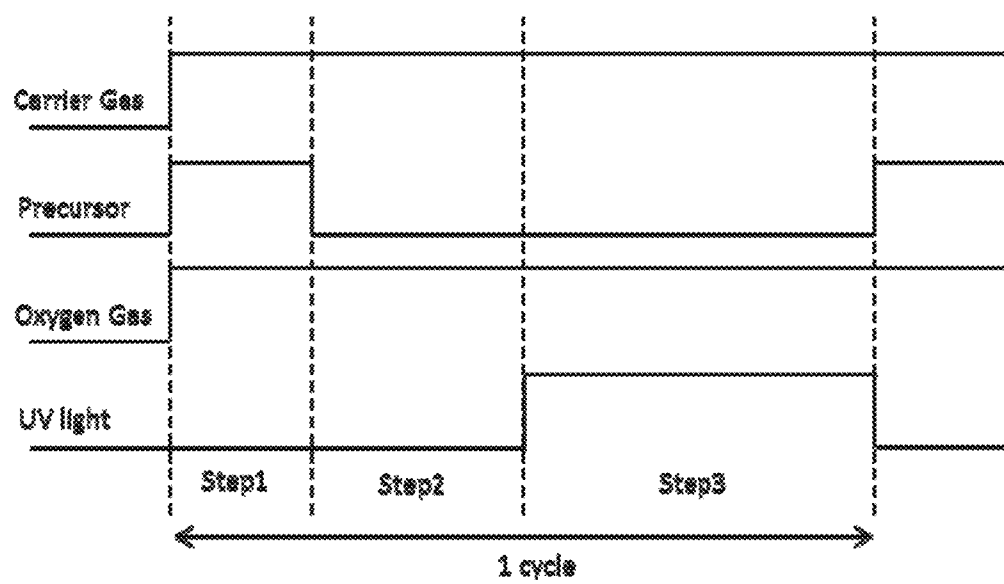 Carrier Gas
Precursor
Oxygen Gas
UV light
Step1 Step2 Step3
1 cycle